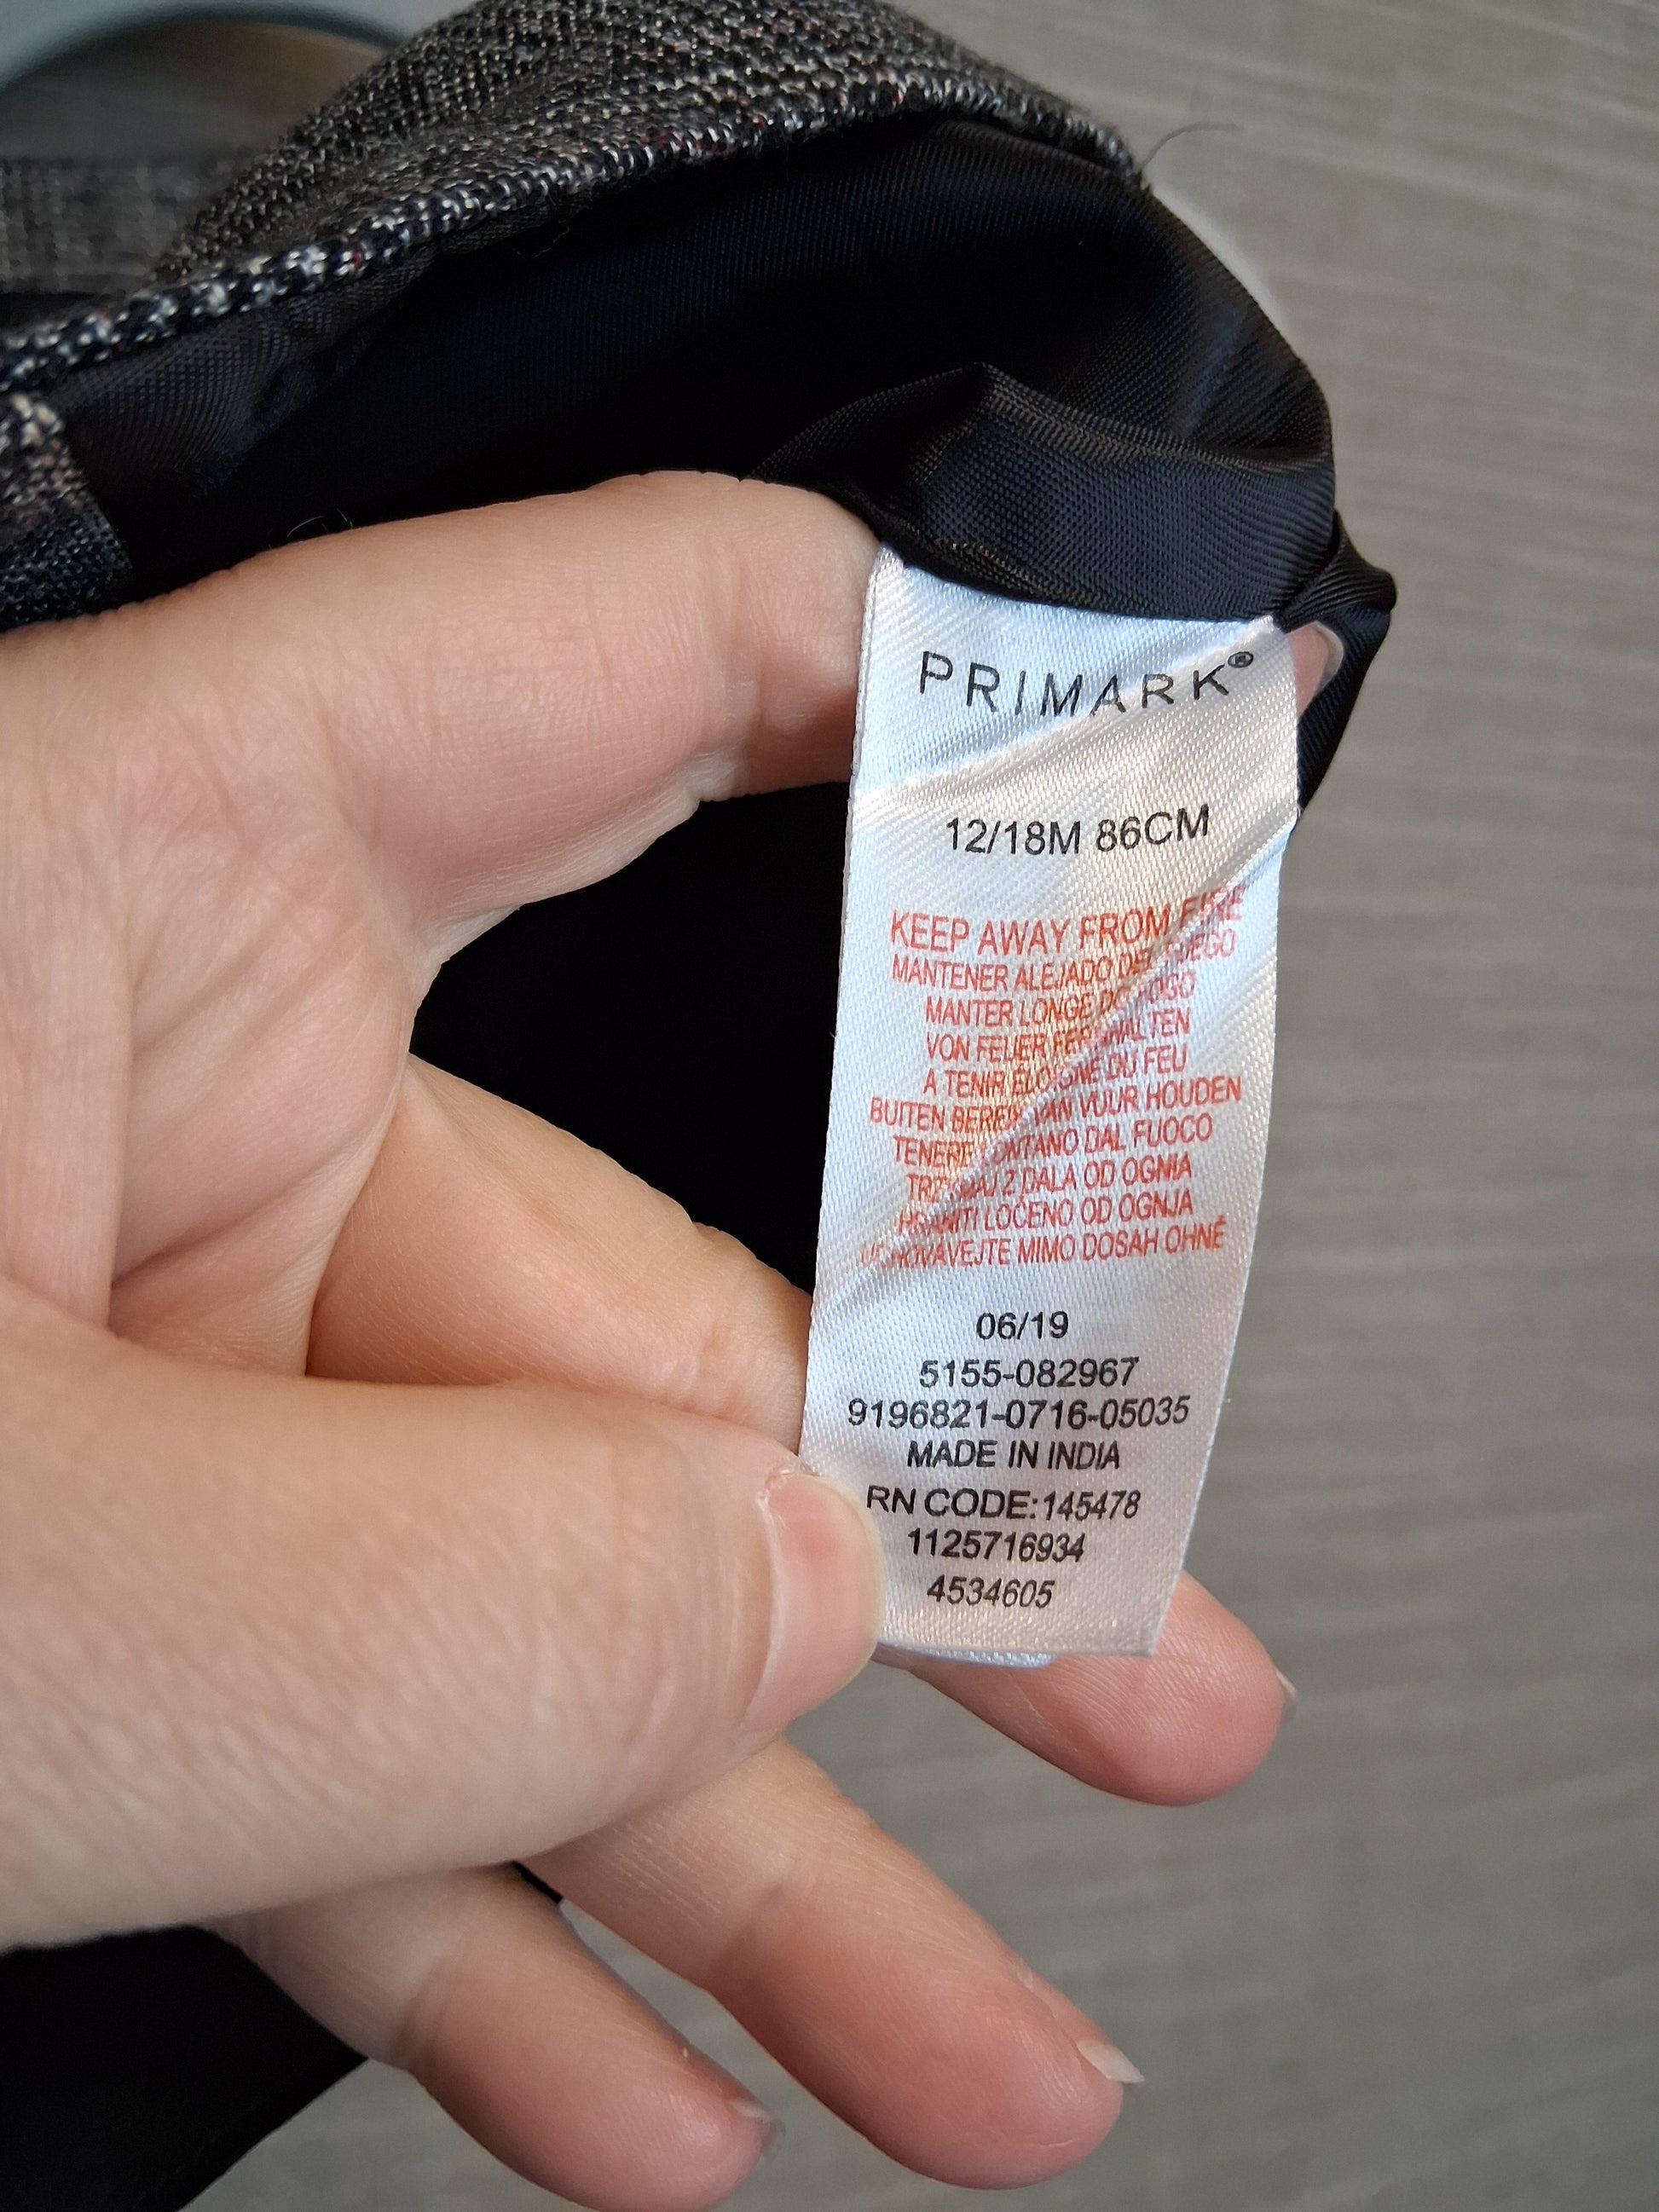 PRIMARK®
12/18M 86CM
KEEP AWAY FROM FIRE
MANTENER ALEJADO DEL FUEGO
MANTER LONGE DO FOGO
VON FEUER FERNHALTEN
A TENIR ELOIGNE DU FEU
BUITEN BEREIK VAN VUUR HOUDEN
TENERE LONTANO DAL FUOCO
TRZYMAJ Z DALA OD OGNIA
HRANITI LOČENO OD OGNJA
UCHOVÁVEJTE MIMO DOSAH OHNĚ
06/19
5155-082967
9196821-0716-05035
MADE IN INDIA
RN CODE:145478
1125716934
4534605